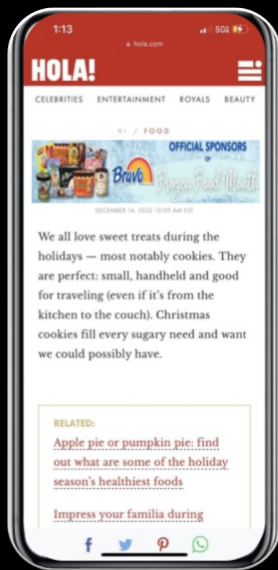 1:13
5G
hola.com
HOLA!
CELEBRITIES ENTERTAINMENT ROYALS BEAUTY
H! / FOOD
OFFICIAL SPONSORS
OF
Bravo Frozen Food Month
DECEMBER 14, 2022 10:09 AM EST
We all love sweet treats during the
holidays — most notably cookies. They
are perfect: small, handheld and good
for traveling (even if it's from the
kitchen to the couch). Christmas
cookies fill every sugary need and want
we could possibly have.
RELATED:
Apple pie or pumpkin pie: find
out what are some of the holiday
season's healthiest foods
Impress your familia during